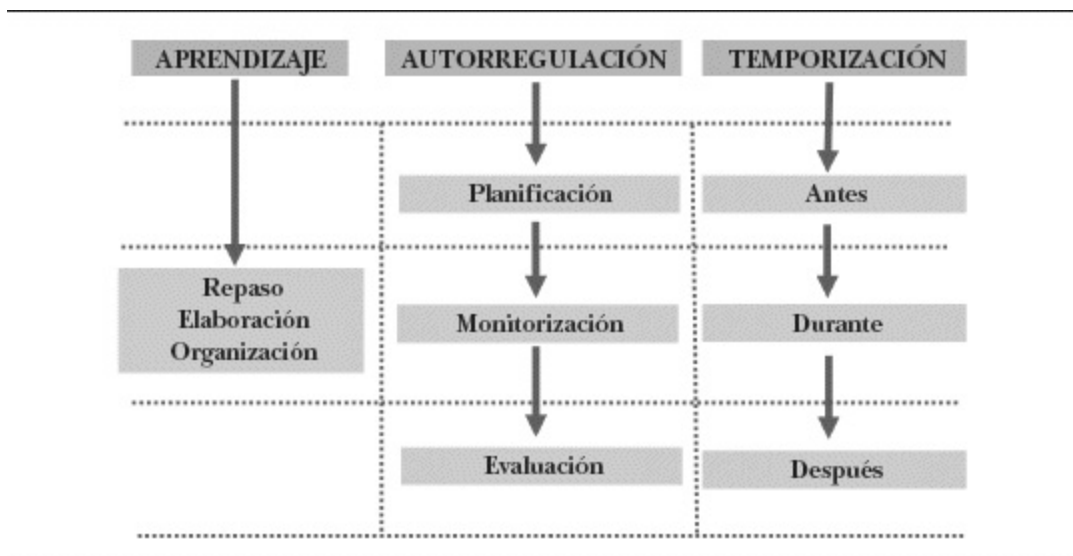 APRENDIZAJE
AUTORREGULACIÓN
TEMPORIZACIÓN
Planificación
Antes
Repaso
Elaboración
Organización
Monitorización
Durante
Evaluación
Después